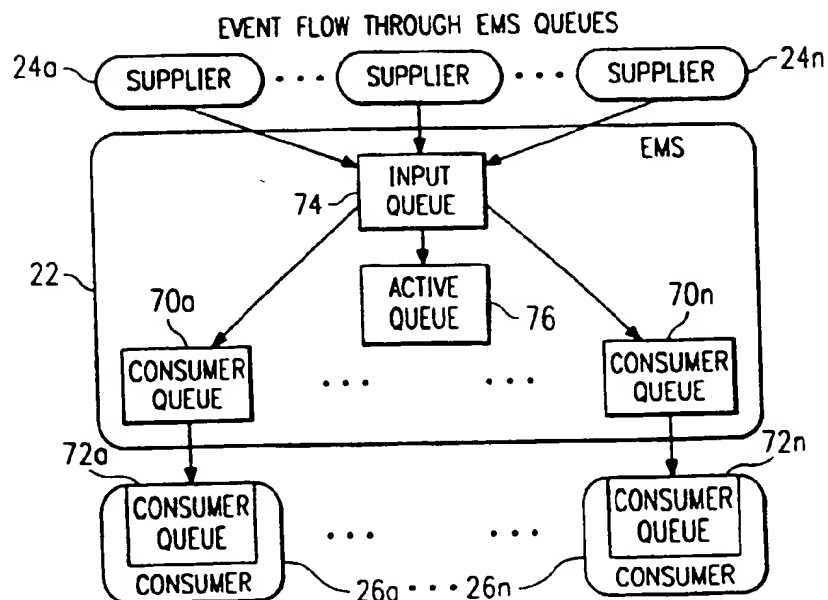 EVENT FLOW THROUGH EMS QUEUES
24a
SUPPLIER
SUPPLIER
SUPPLIER
24n
EMS
74
INPUT
QUEUE
22
ACTIVE
QUEUE
76
70a
CONSUMER
QUEUE
70n
CONSUMER
QUEUE
72a
CONSUMER
QUEUE
CONSUMER
26a
72n
CONSUMER
QUEUE
CONSUMER
26n